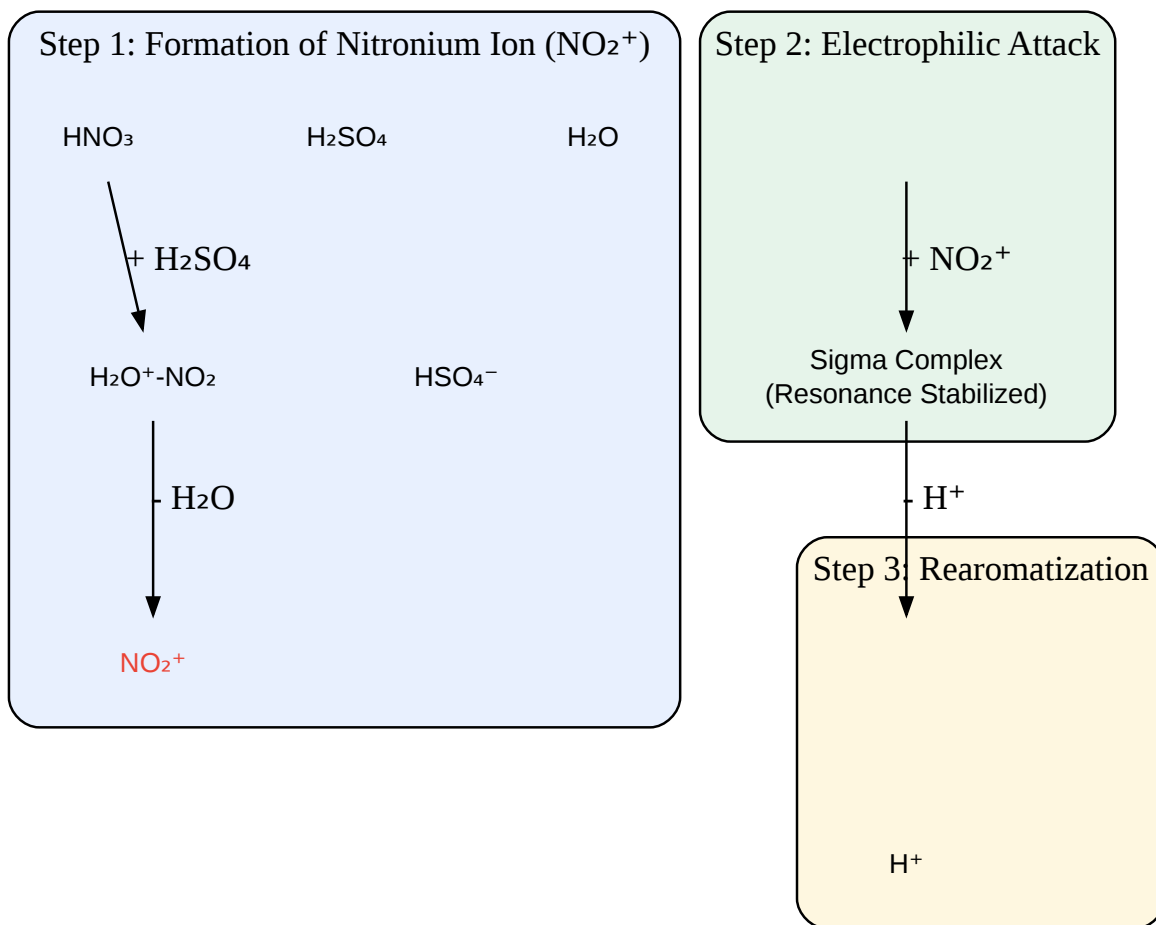 Step 1: Formation of Nitronium Ion (NO₂⁺)
HNO₃
H₂SO₄
H₂O
+ H₂SO₄
H₂O⁺-NO₂
HSO₄⁻
- H₂O
NO₂⁺
Step 2: Electrophilic Attack
+ NO₂⁺
Sigma Complex
(Resonance Stabilized)
- H⁺
Step 3: Rearomatization
H⁺